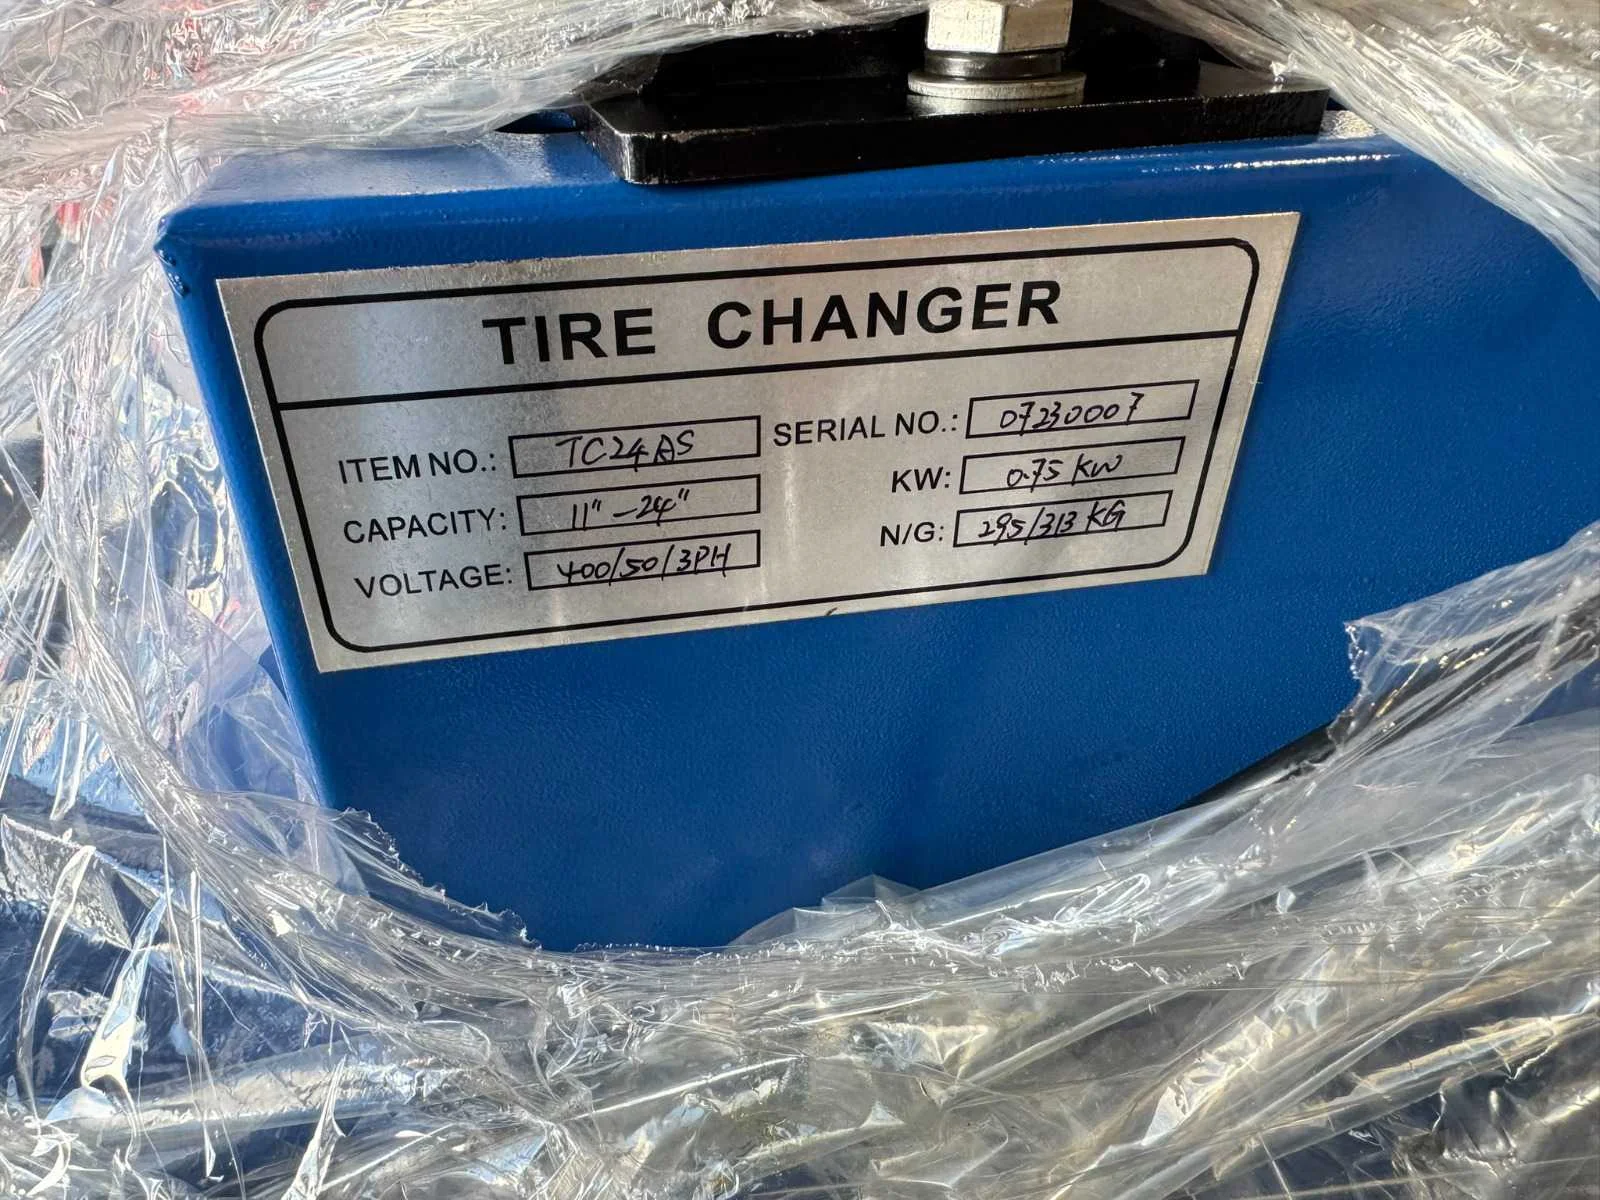 TIRE CHANGER
ITEM NO.: TC24AS
CAPACITY: 11"-24"
VOLTAGE: 400/50/3PH
SERIAL NO.: 07230007
KW: 0.75 KW
N/G: 295/313 KG